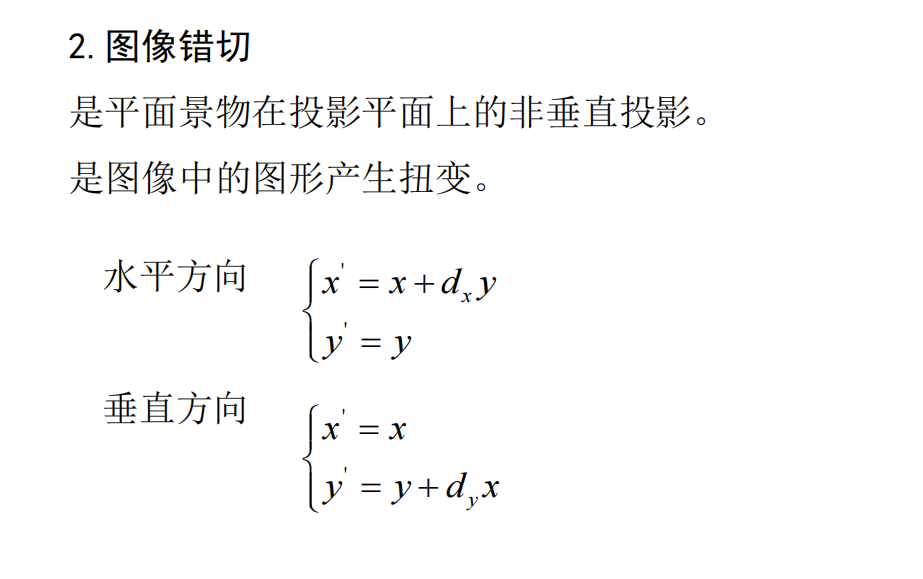 2.图像错切
是平面景物在投影平面上的非垂直投影。
是图像中的图形产生扭变。
水平方向 { x' = x + dₓy
y' = y
垂直方向 { x' = x
y' = y + d_y x